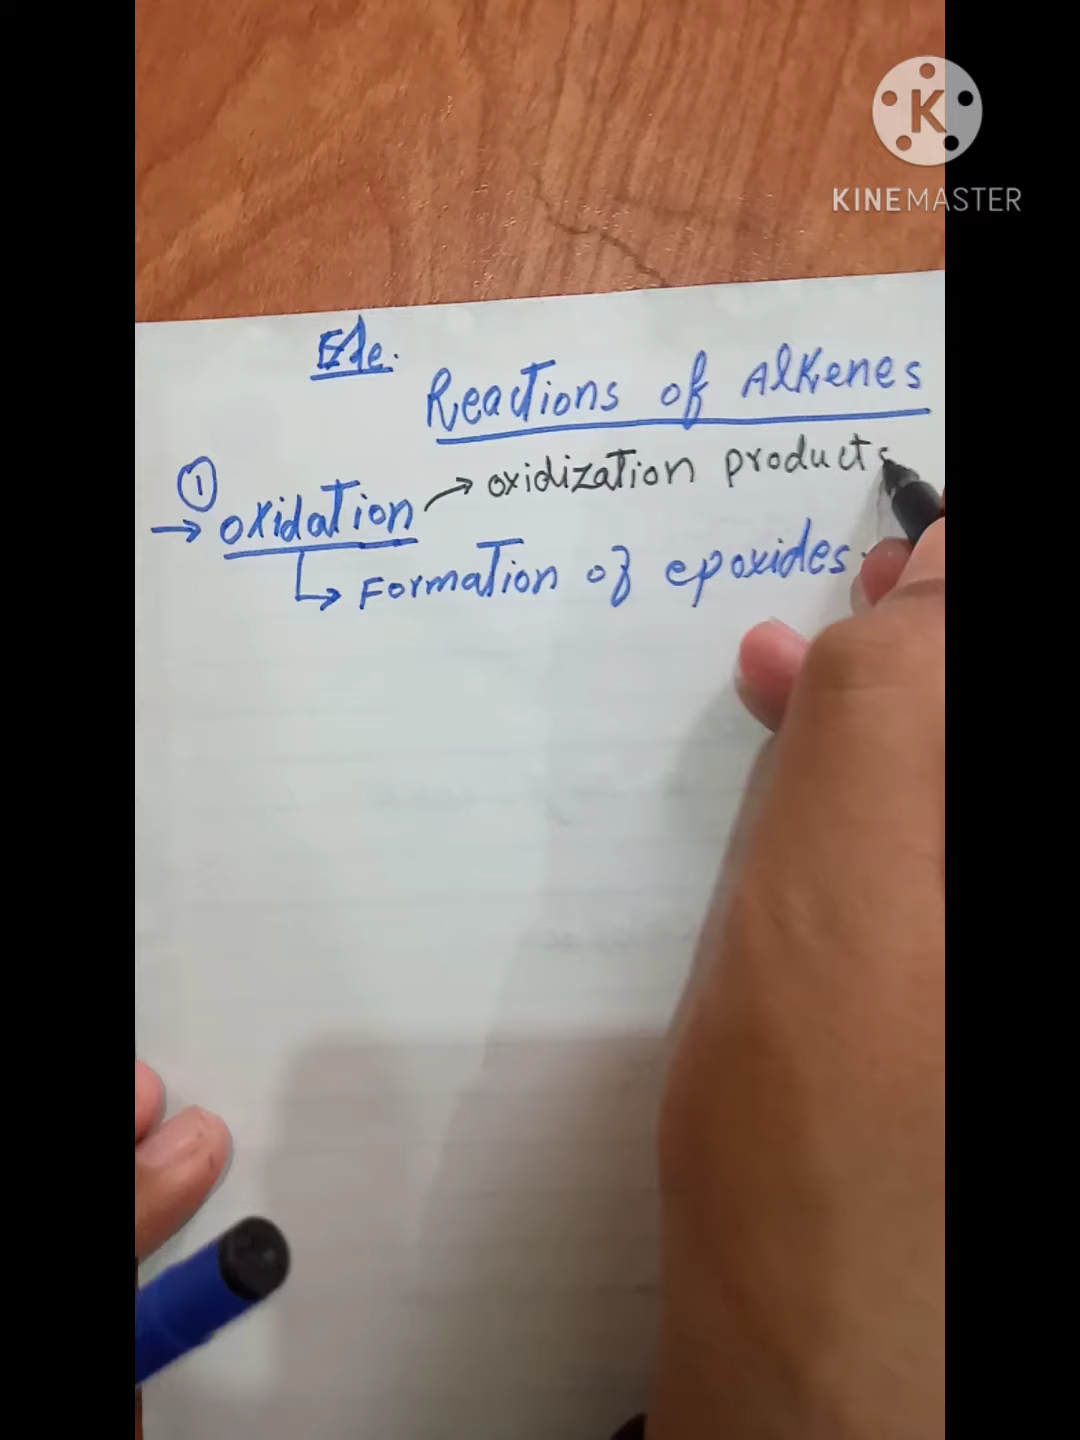 K
KINEMASTER
Reactions of Alkenes
① 
→ oxidation → oxidization products
↳ Formation of epoxides.